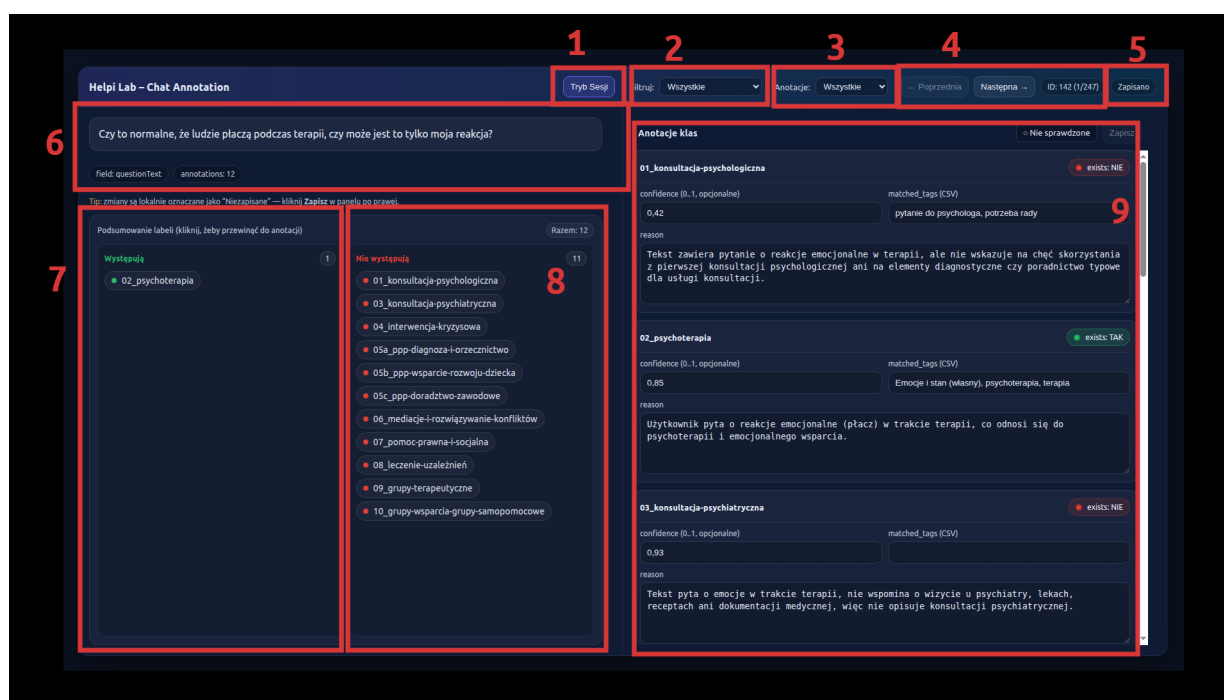 1
2
3
4
5
Helpi Lab – Chat Annotation
Tryb Sesji
iltruj: Wszystkie
Anotacje: Wszystkie
← Poprzednia
Następna →
ID: 142 (1/247)
Zapisano
6
Czy to normalne, że ludzie płaczą podczas terapii, czy może jest to tylko moja reakcja?
field: questionText
annotations: 12
Tip: zmiany są lokalnie oznaczane jako "Niezapisane" — kliknij Zapisz w panelu po prawej.
7
Podsumowanie labeli (kliknij, żeby przewinąć do anotacji)
Razem: 12
Występują
1
02_psychoterapia
8
Nie występują
11
01_konsultacja-psychologiczna
03_konsultacja-psychiatryczna
04_interwencja-kryzysowa
05a_ppp-diagnoza-i-orzecznictwo
05b_ppp-wsparcie-rozwoju-dziecka
05c_ppp-doradztwo-zawodowe
06_mediacje-i-rozwiązywanie-konfliktów
07_pomoc-prawna-i-socjalna
08_leczenie-uzależnień
09_grupy-terapeutyczne
10_grupy-wsparcia-grupy-samopomocowe
Anotacje klas
Nie sprawdzone
Zapisz
9
01_konsultacja-psychologiczna
exists: NIE
confidence (0..1, opcjonalne)
matched_tags (CSV)
0,42
pytanie do psychologa, potrzeba rady
reason
Tekst zawiera pytanie o reakcje emocjonalne w terapii, ale nie wskazuje na chęć skorzystania
z pierwszej konsultacji psychologicznej ani na elementy diagnostyczne czy poradnictwo typowe
dla usługi konsultacji.
02_psychoterapia
exists: TAK
confidence (0..1, opcjonalne)
matched_tags (CSV)
0,85
Emocje i stan (własny), psychoterapia, terapia
reason
Użytkownik pyta o reakcje emocjonalne (płacz) w trakcie terapii, co odnosi się do
psychoterapii i emocjonalnego wsparcia.
03_konsultacja-psychiatryczna
exists: NIE
confidence (0..1, opcjonalne)
matched_tags (CSV)
0,93
reason
Tekst pyta o emocje w trakcie terapii, nie wspomina o wizycie u psychiatry, lekach,
receptach ani dokumentacji medycznej, więc nie opisuje konsultacji psychiatrycznej.